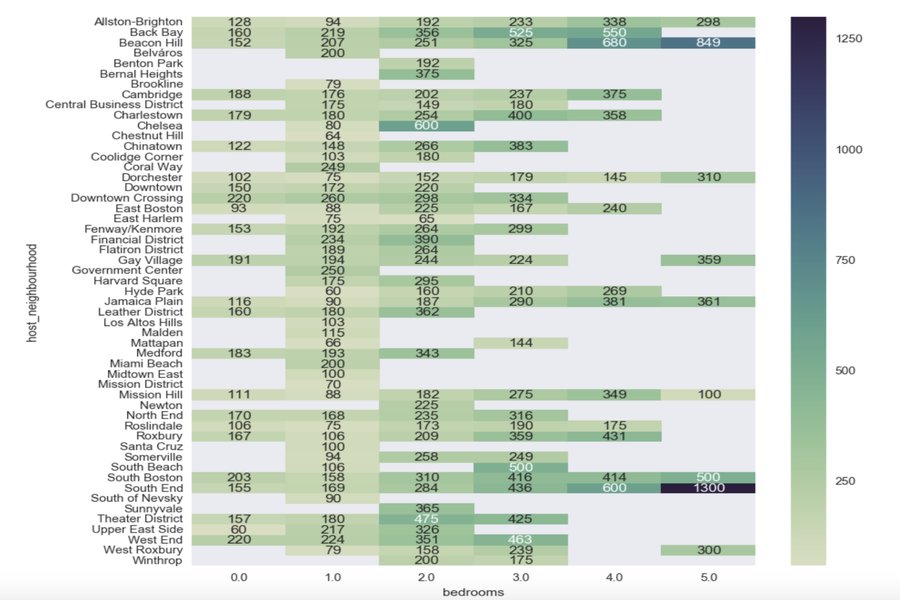 Allston-Brighton 128 94 192 233 338 298
Back Bay 160 219 356 525 550
Beacon Hill 152 207 251 325 680 849
Belváros 200
Benton Park 192
Bernal Heights 375
Brookline 79
Cambridge 188 176 202 237 375
Central Business District 175 149 180
Charlestown 179 180 254 400 358
Chelsea 80 600
Chestnut Hill 64
Chinatown 122 148 266 383
Coolidge Corner 103 180
Coral Way 249
Dorchester 102 75 152 179 145 310
Downtown 150 172 220
Downtown Crossing 220 260 298 334
East Boston 93 88 225 167 240
East Harlem 75 65
Fenway/Kenmore 153 192 264 299
Financial District 234 390
Flatiron District 189 264
Gay Village 191 194 244 224 359
Government Center 250
Harvard Square 175 295
Hyde Park 60 160 210 269
Jamaica Plain 116 90 187 290 381 361
Leather District 160 180 362
Los Altos Hills 103
Malden 115
Mattapan 66 144
Medford 183 193 343
Miami Beach 200
Midtown East 100
Mission District 70
Mission Hill 111 88 182 275 349 100
Newton 225
North End 170 168 235 316
Roslindale 106 75 173 190 175
Roxbury 167 106 209 359 431
Santa Cruz 100
Somerville 94 258 249
South Beach 106 500
South Boston 203 158 310 416 414 500
South End 155 169 284 436 600 1300
South of Nevsky 90
Sunnyvale 365
Theater District 157 180 475 425
Upper East Side 60 217 326
West End 220 224 351 463
West Roxbury 79 158 239 300
Winthrop 200 175
0.0 1.0 2.0 3.0 4.0 5.0
bedrooms
host_neighbourhood
1250
1000
750
500
250